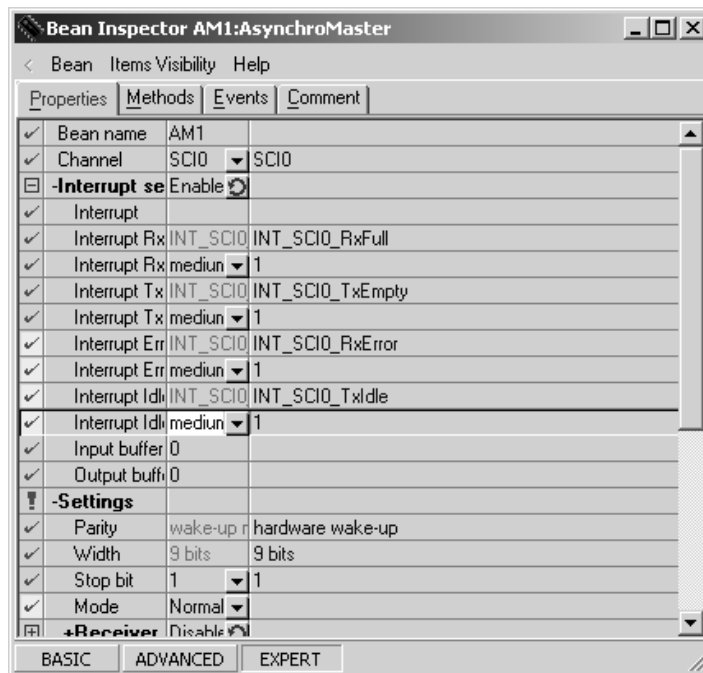 Bean Inspector AM1:AsynchroMaster
< Bean Items Visibility Help
Properties Methods Events Comment
Bean name AM1
Channel SCI0 SCI0
-Interrupt se Enable
Interrupt
Interrupt Rx INT_SCI0 INT_SCI0_RxFull
Interrupt Rx mediun 1
Interrupt Tx INT_SCI0 INT_SCI0_TxEmpty
Interrupt Tx mediun 1
Interrupt Err INT_SCI0 INT_SCI0_RxError
Interrupt Err mediun 1
Interrupt Idl INT_SCI0 INT_SCI0_TxIdle
Interrupt Idl mediun 1
Input buffer 0
Output buff 0
-Settings
Parity wake-up r hardware wake-up
Width 9 bits 9 bits
Stop bit 1 1
Mode Normal
+Receiver Disable
BASIC ADVANCED EXPERT